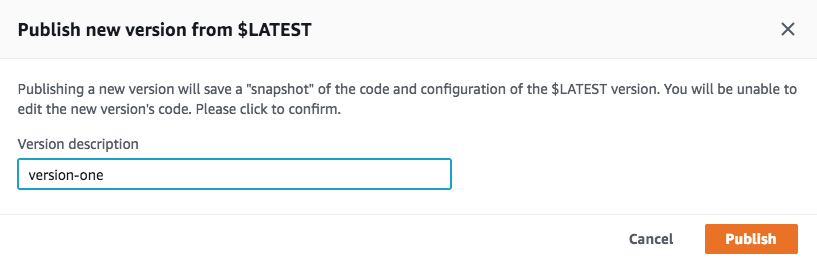 Publish new version from $LATEST
Publishing a new version will save a "snapshot" of the code and configuration of the $LATEST version. You will be unable to
edit the new version's code. Please click to confirm.
Version description
version-one
Cancel
Publish